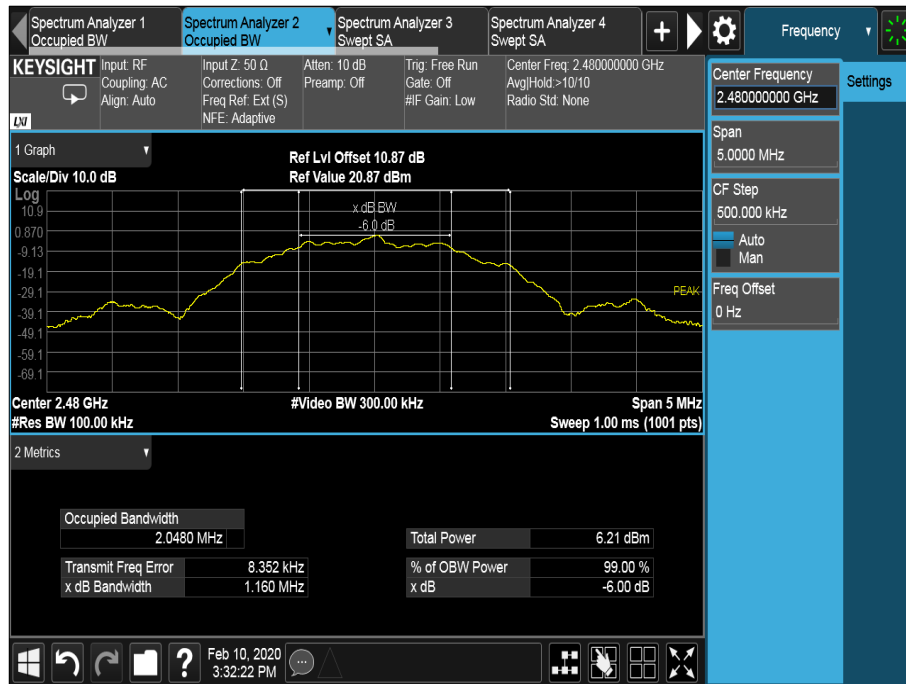 Spectrum Analyzer 1
Occupied BW
Spectrum Analyzer 2
Occupied BW
Spectrum Analyzer 3
Swept SA
Spectrum Analyzer 4
Swept SA
+
Frequency
KEYSIGHT
LXI
Input: RF
Coupling: AC
Align: Auto
Input Z: 50 Ω
Corrections: Off
Freq Ref: Ext (S)
NFE: Adaptive
Atten: 10 dB
Preamp: Off
Trig: Free Run
Gate: Off
#IF Gain: Low
Center Freq: 2.480000000 GHz
Avg|Hold:>10/10
Radio Std: None
Center Frequency
2.480000000 GHz
Settings
Span
5.0000 MHz
CF Step
500.000 kHz
Auto
Man
Freq Offset
0 Hz
1 Graph
Scale/Div 10.0 dB
Ref Lvl Offset 10.87 dB
Ref Value 20.87 dBm
Log
10.9
0.870
-9.13
-19.1
-29.1
-39.1
-49.1
-59.1
-69.1
x dB BW
-6.0 dB
PEAK
Center 2.48 GHz
#Video BW 300.00 kHz
Span 5 MHz
#Res BW 100.00 kHz
Sweep 1.00 ms (1001 pts)
2 Metrics
Occupied Bandwidth
2.0480 MHz
Total Power 6.21 dBm
Transmit Freq Error 8.352 kHz
% of OBW Power 99.00 %
x dB Bandwidth 1.160 MHz
x dB -6.00 dB
?
Feb 10, 2020
3:32:22 PM